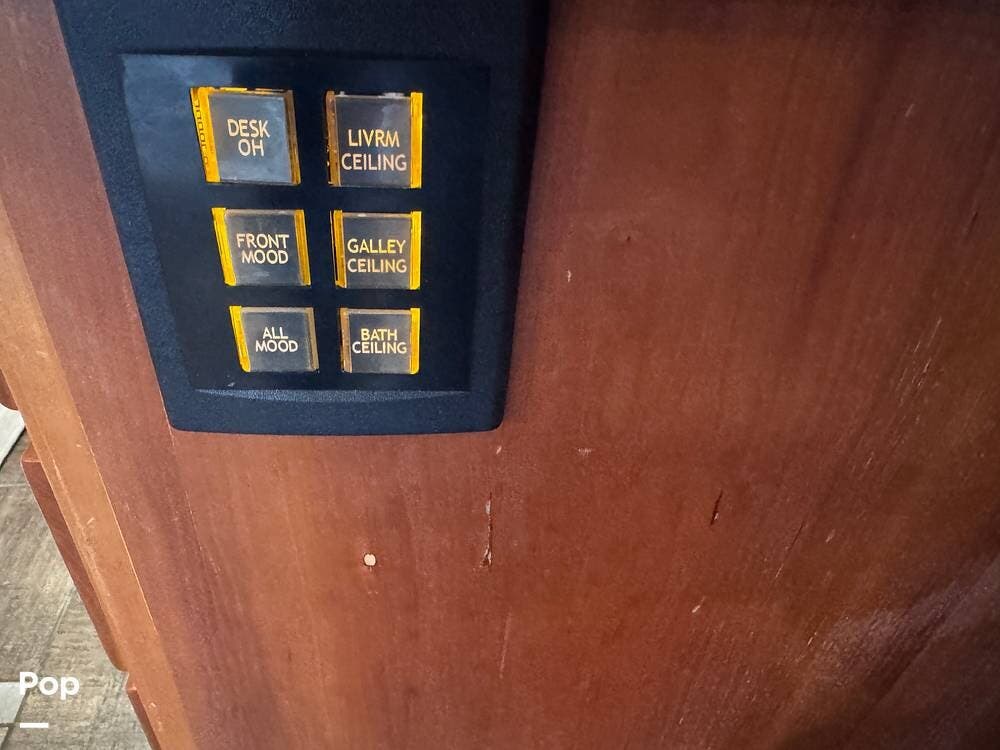 DESK
OH
LIVRM
CEILING
FRONT
MOOD
GALLEY
CEILING
ALL
MOOD
BATH
CEILING
Pop